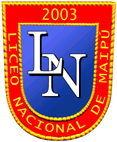 2003
LICEO NACIONAL DE MAIPÚ
LN